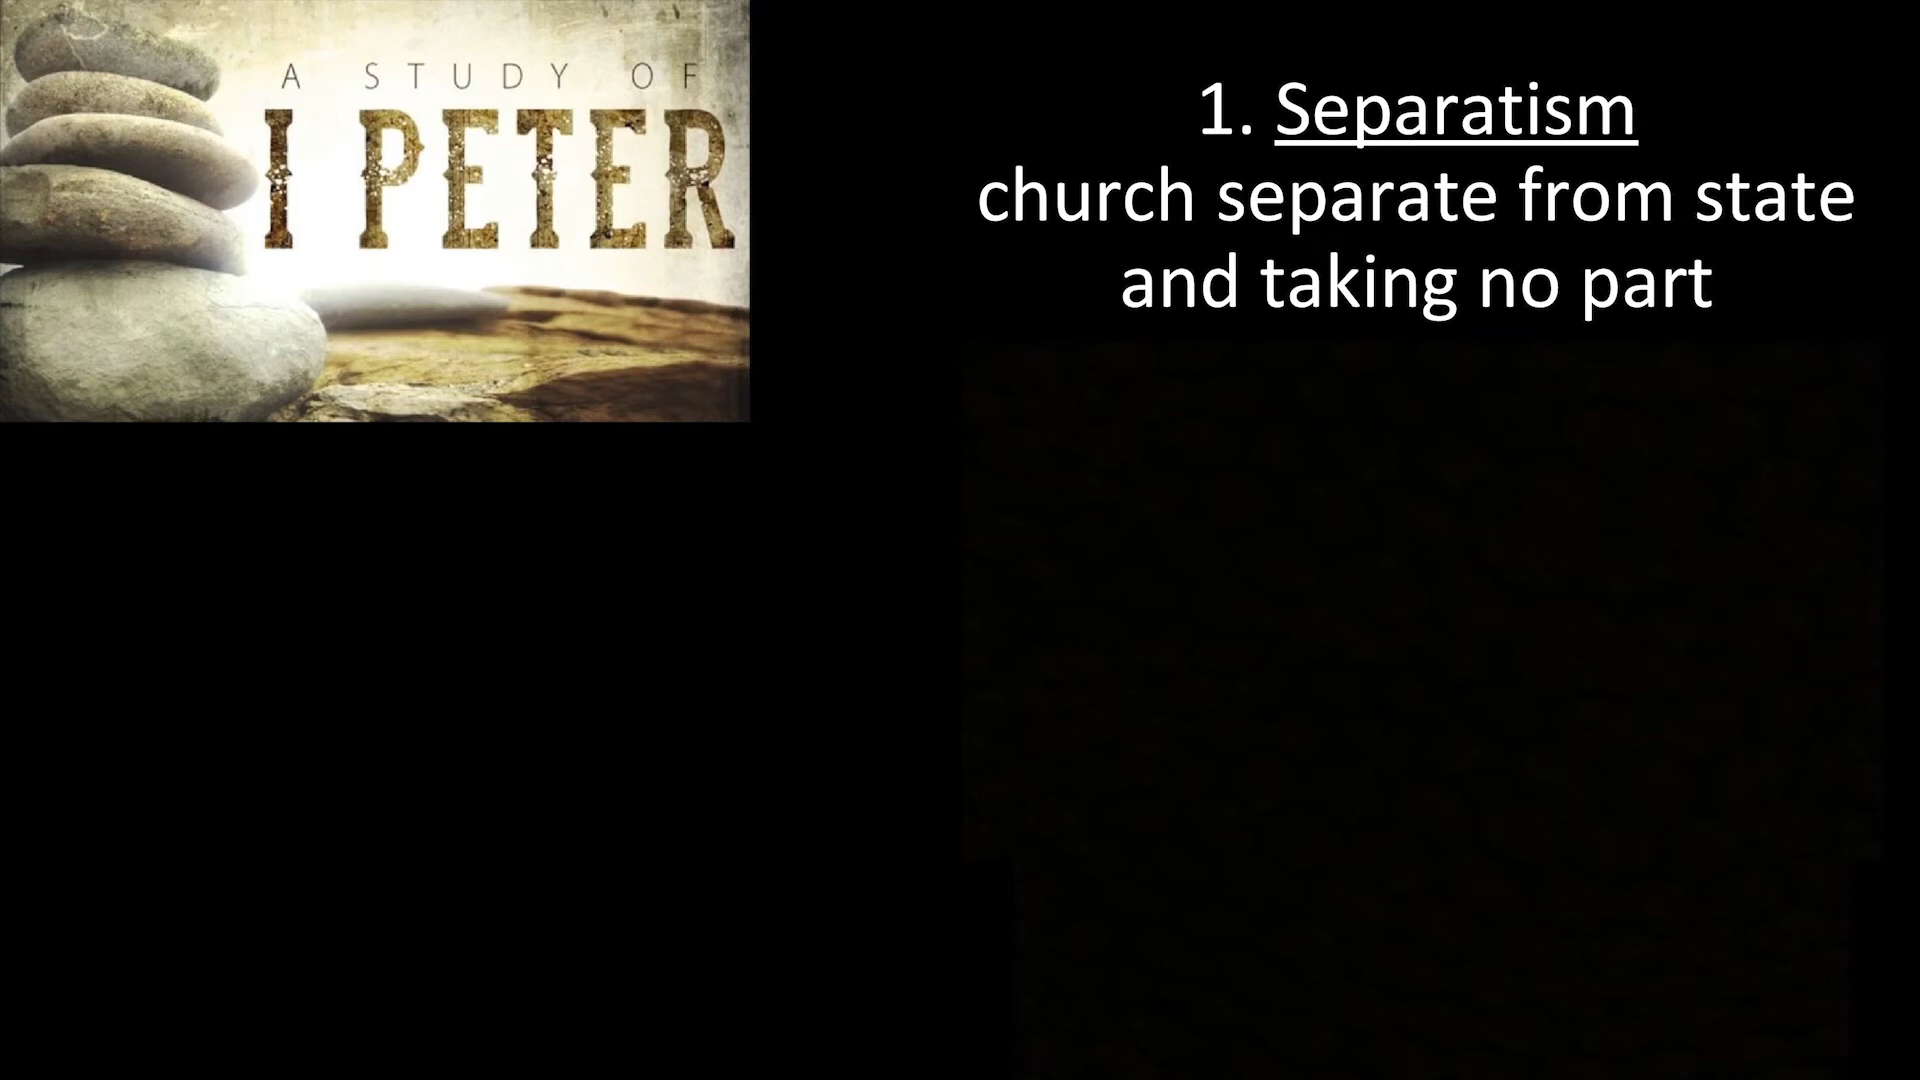 A STUDY OF
I PETER
1. Separatism
church separate from state
and taking no part